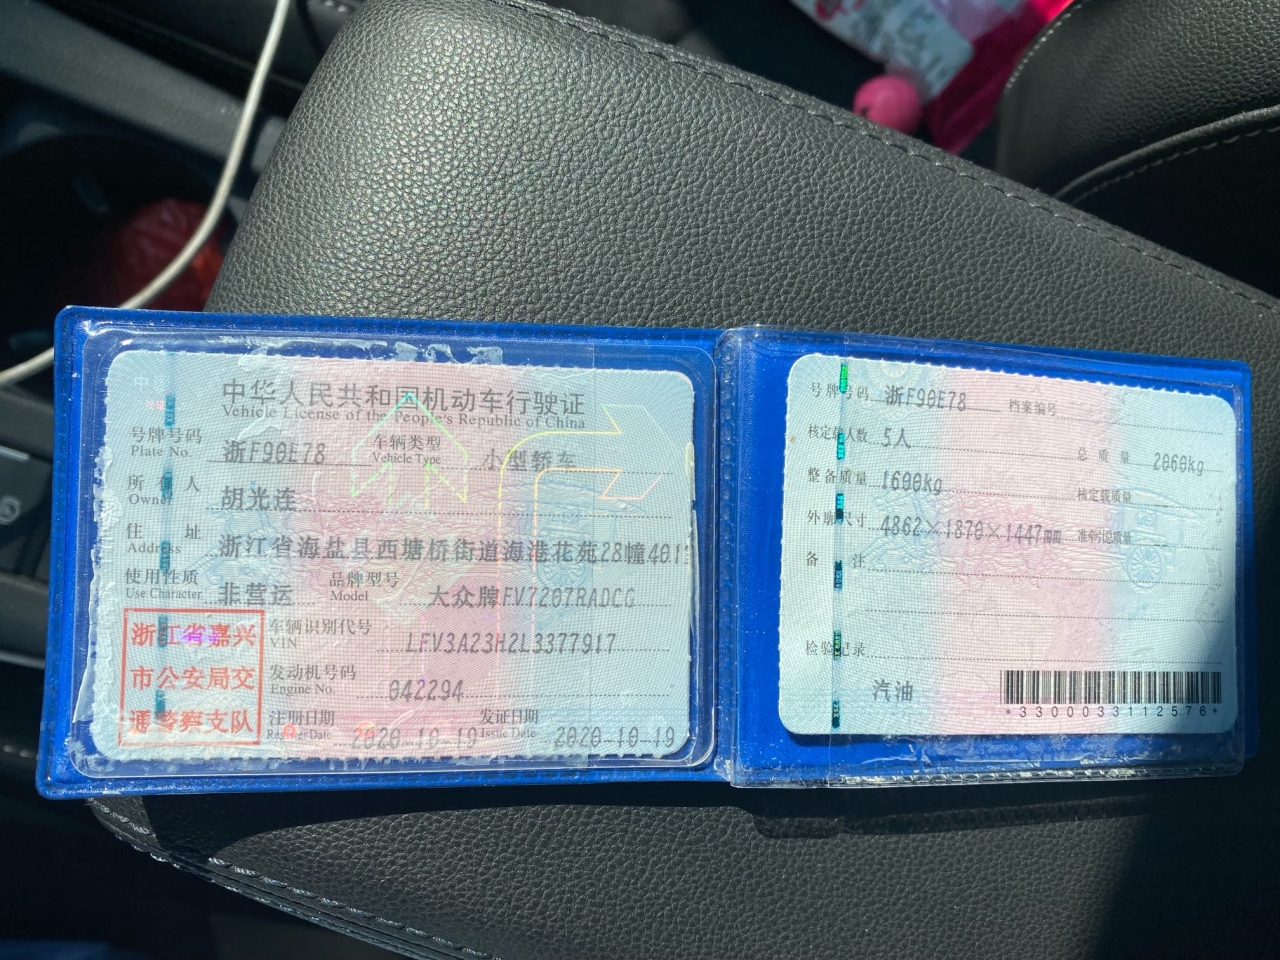 中华人民共和国机动车行驶证
Vehicle License of the People's Republic of China
号牌号码 浙F90E78 车辆类型 小型轿车
Plate No. Vehicle Type
所有人 胡光连
Owner
住址 浙江省海盐县西塘桥街道海港花苑28幢401
Address
使用性质 非营运 品牌型号 大众牌FV7207RADCG
Use Character Model
浙江省嘉兴
市公安局交
通警察支队
车辆识别代号 LFV3A23H2L3377917
VIN
发动机号码 042294
Engine No.
注册日期 2020-10-19 发证日期 2020-10-19
Register Date Issue Date
号牌号码 浙F90E78 档案编号
核定载人数 5人 总质量 2060kg
整备质量 1600kg 核定载质量
外廓尺寸 4862×1870×1447mm 准牵引总质量
备注
检验记录
汽油
*3300033112576*